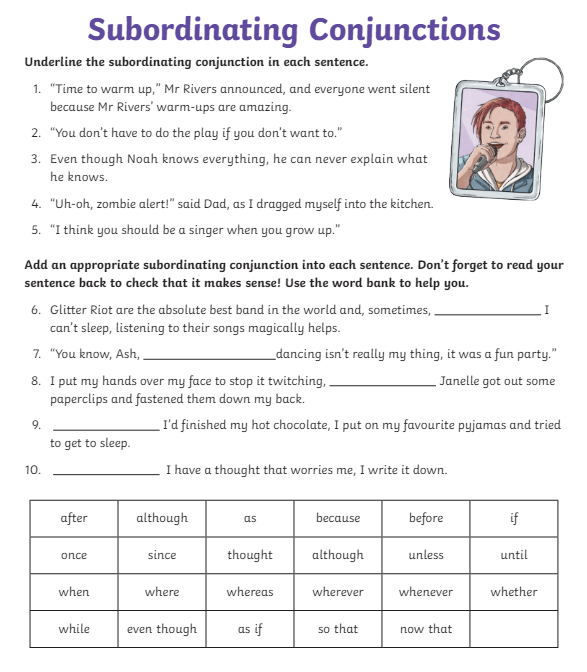 Subordinating Conjunctions
Underline the subordinating conjunction in each sentence.
1. “Time to warm up,” Mr Rivers announced, and everyone went silent
because Mr Rivers’ warm-ups are amazing.
2. “You don’t have to do the play if you don’t want to.”
3. Even though Noah knows everything, he can never explain what
he knows.
4. “Uh-oh, zombie alert!” said Dad, as I dragged myself into the kitchen.
5. “I think you should be a singer when you grow up.”
Add an appropriate subordinating conjunction into each sentence. Don’t forget to read your
sentence back to check that it makes sense! Use the word bank to help you.
6. Glitter Riot are the absolute best band in the world and, sometimes, ________________ I
can’t sleep, listening to their songs magically helps.
7. “You know, Ash, ____________________dancing isn’t really my thing, it was a fun party.”
8. I put my hands over my face to stop it twitching, ________________ Janelle got out some
paperclips and fastened them down my back.
9. ________________ I’d finished my hot chocolate, I put on my favourite pyjamas and tried
to get to sleep.
10. ________________ I have a thought that worries me, I write it down.
after although as because before if
once since thought although unless until
when where whereas wherever whenever whether
while even though as if so that now that